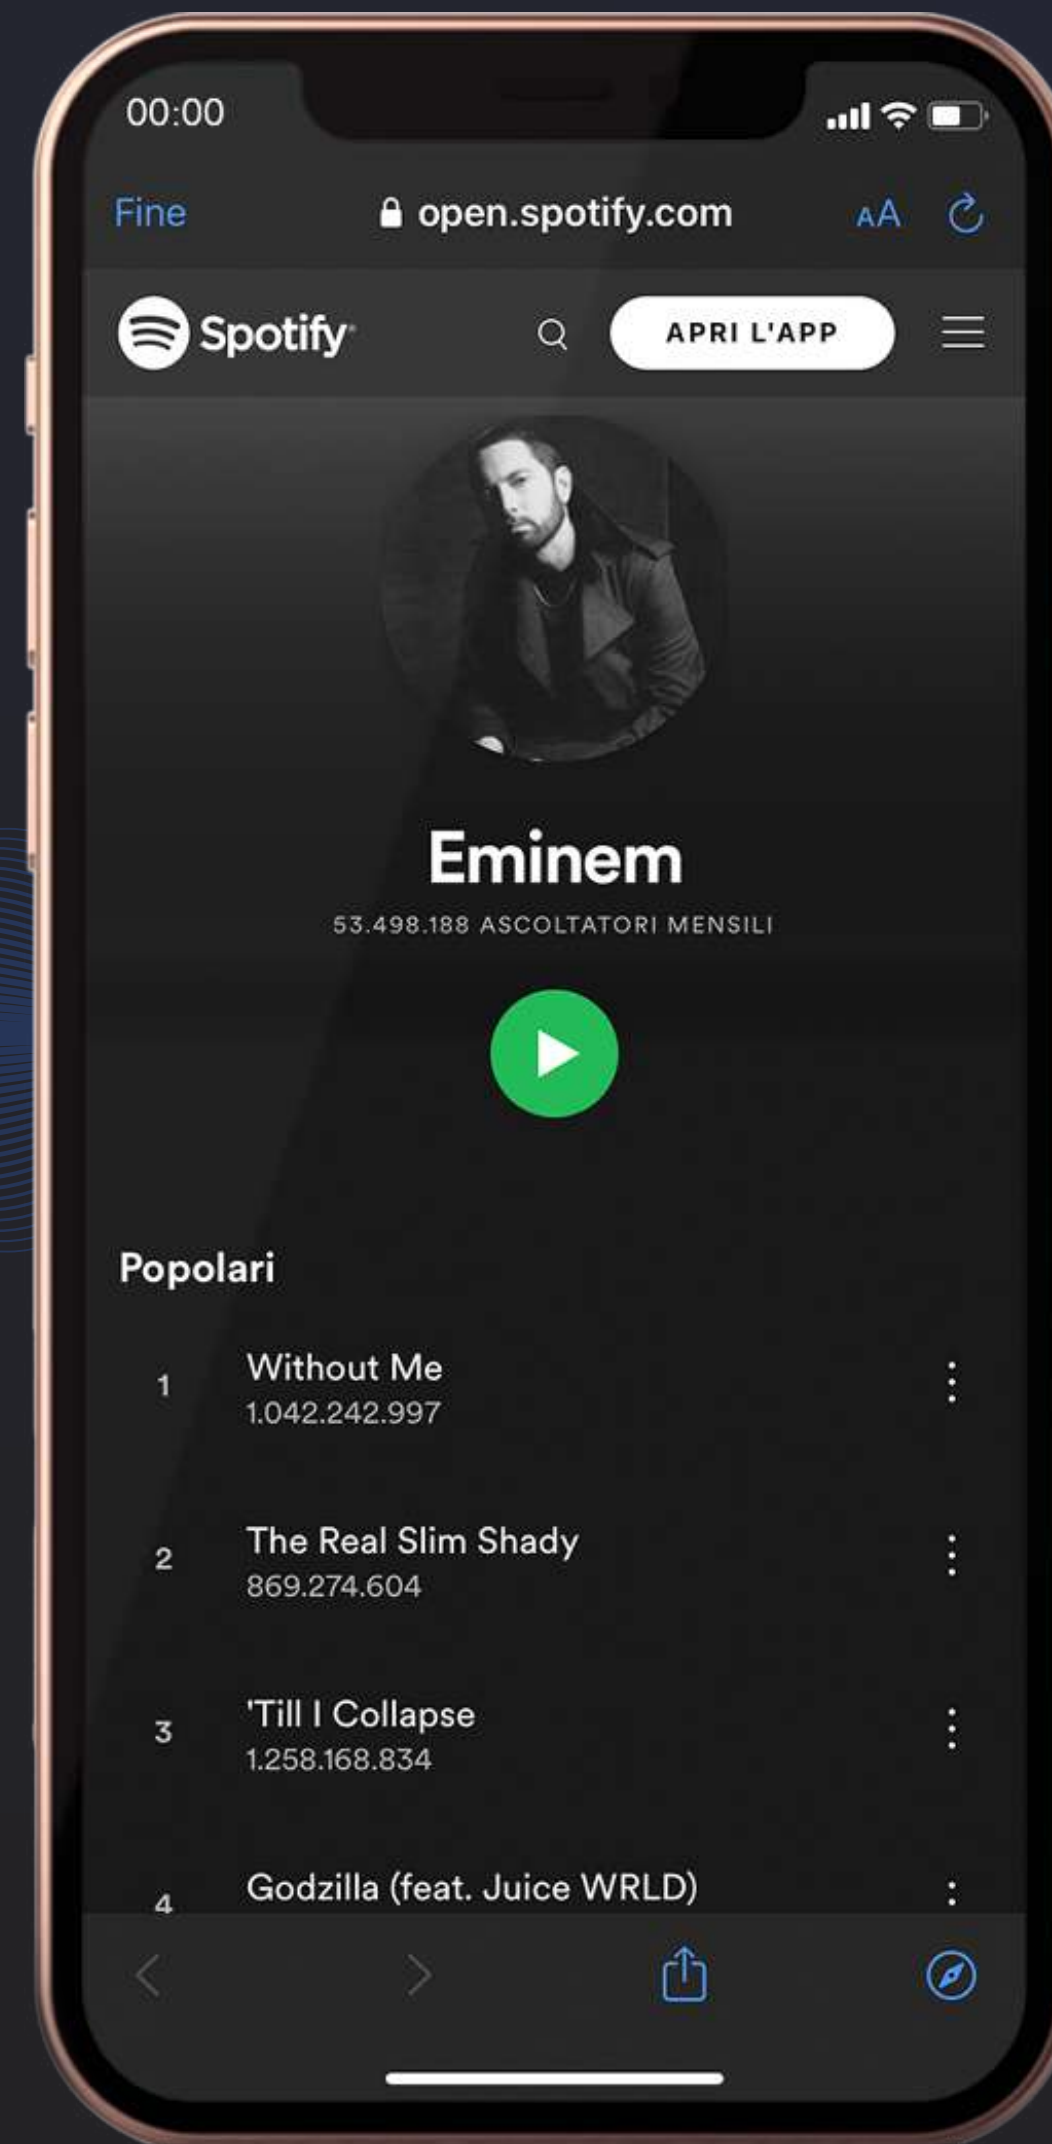 00:00
Fine open.spotify.com AA
Spotify APRI L'APP
Eminem
53.498.188 ASCOLTATORI MENSILI
Popolari
1 Without Me
1.042.242.997
2 The Real Slim Shady
869.274.604
3 'Till I Collapse
1.258.168.834
4 Godzilla (feat. Juice WRLD)